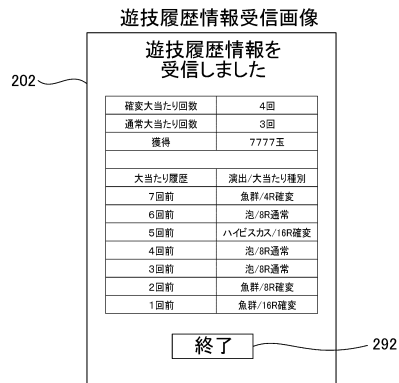 遊技履歴情報受信画像
遊技履歴情報を
受信しました
202
確変大当たり回数 4回
通常大当たり回数 3回
獲得 7777玉
大当たり履歴 演出/大当たり種別
7回前 魚群/4R確変
6回前 泡/8R通常
5回前 ハイビスカス/16R確変
4回前 泡/8R通常
3回前 泡/8R通常
2回前 魚群/8R確変
1回前 魚群/16R確変
終了 292